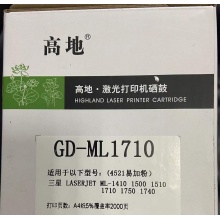 高地
高地·激光打印机硒鼓
HIGHLAND LASER PRINTER CARTRIDGE
GD-ML1710
适用于以下型号:(4521易加粉)
三星 LASERJET ML-1410 1500 1510
1710 1750 1740
打印页数: A4纸5%覆盖率2000页